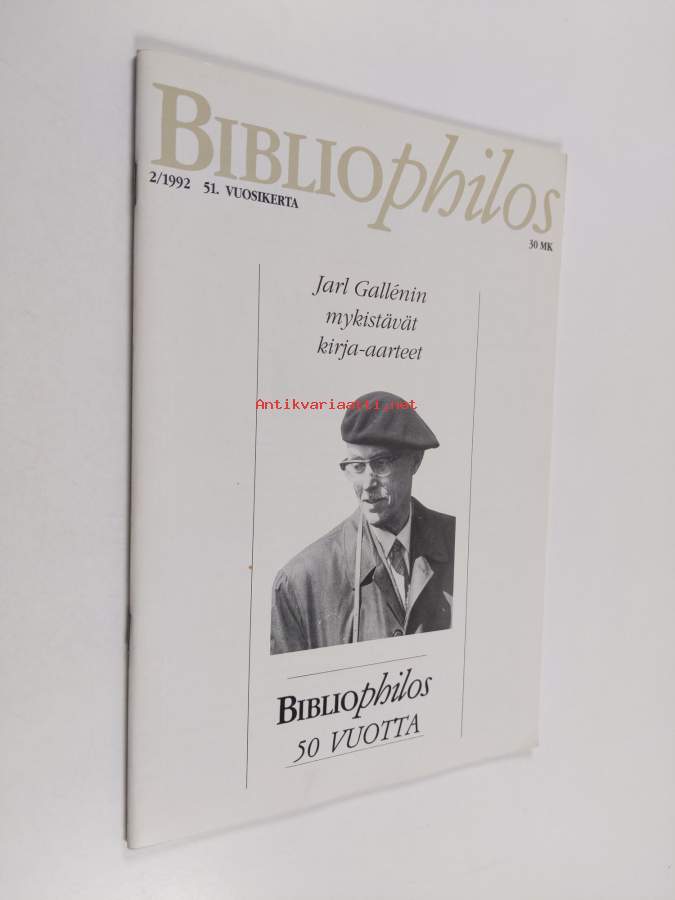 BIBLIOphilos
2/1992 51. VUOSIKERTA
30 MK
Jarl Gallénin
mykistävät
kirja-aarteet
Antikvariaatti.net
BIBLIOphilos
50 VUOTTA